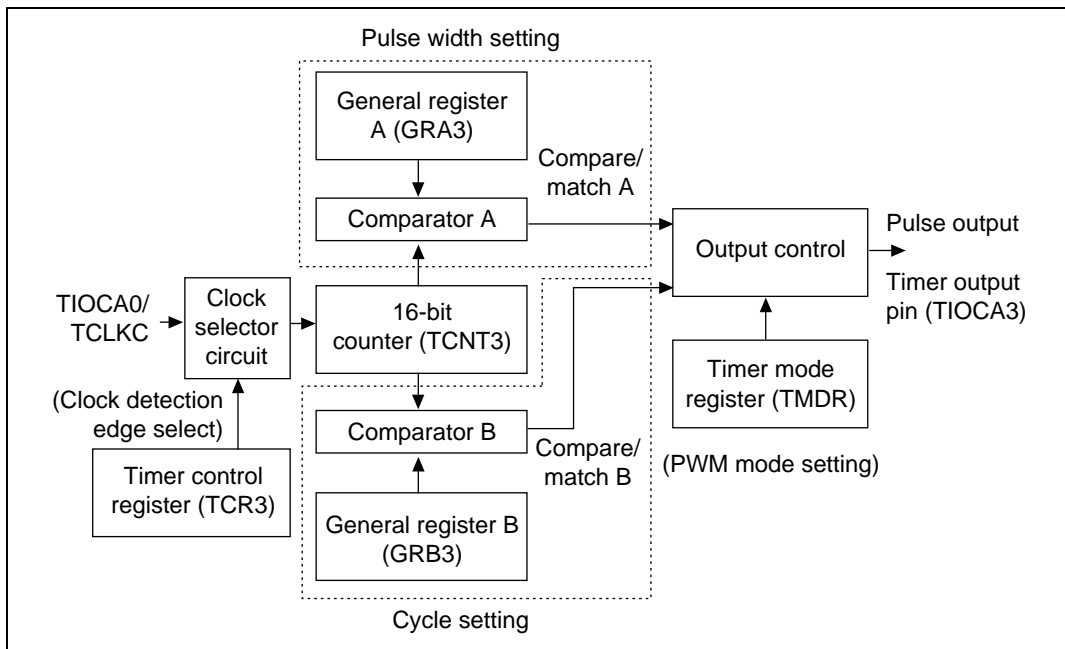 Pulse width setting
General register
A (GRA3)
Compare/
match A
Comparator A
Output control
Pulse output
Timer output
pin (TIOCA3)
TIOCA0/
TCLKC
Clock
selector
circuit
16-bit
counter (TCNT3)
Timer mode
register (TMDR)
(Clock detection
edge select)
Comparator B
Compare/
match B
(PWM mode setting)
Timer control
register (TCR3)
General register B
(GRB3)
Cycle setting